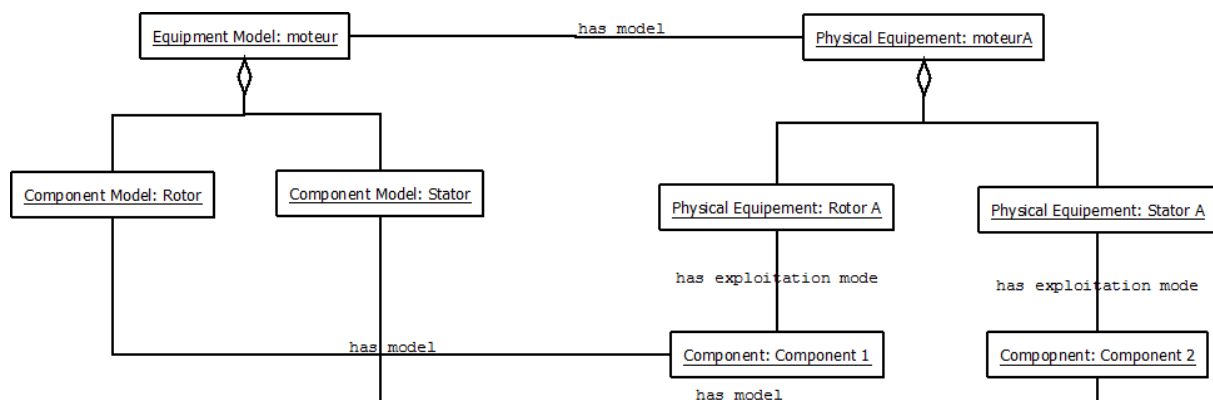 Equipment Model: moteur
has model
Physical Equipement: moteurA
Component Model: Rotor
Component Model: Stator
Physical Equipement: Rotor A
Physical Equipement: Stator A
has exploitation mode
has exploitation mode
has model
Component: Component 1
Compopnent: Component 2
has model